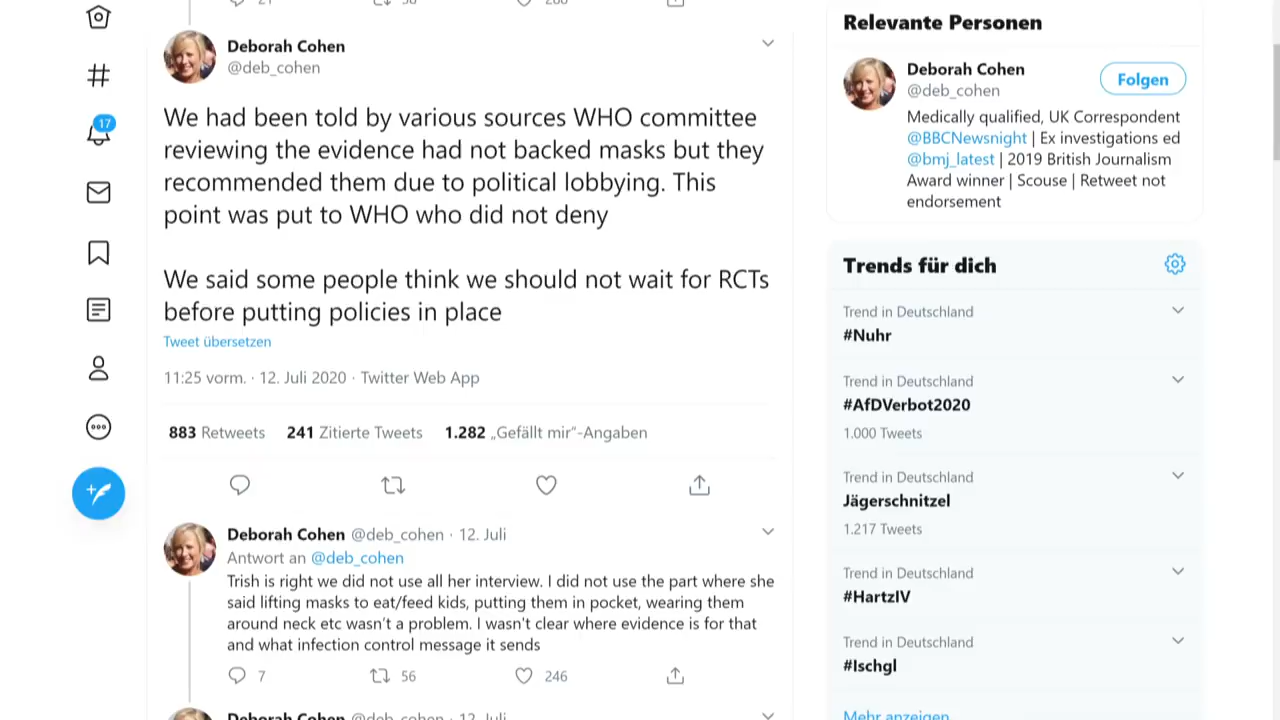 Deborah Cohen
@deb_cohen
We had been told by various sources WHO committee
reviewing the evidence had not backed masks but they
recommended them due to political lobbying. This
point was put to WHO who did not deny
We said some people think we should not wait for RCTs
before putting policies in place
Tweet übersetzen
11:25 vorm. · 12. Juli 2020 · Twitter Web App
883 Retweets 241 Zitierte Tweets 1.282 „Gefällt mir“-Angaben
Deborah Cohen @deb_cohen · 12. Juli
Antwort an @deb_cohen
Trish is right we did not use all her interview. I did not use the part where she
said lifting masks to eat/feed kids, putting them in pocket, wearing them
around neck etc wasn't a problem. I wasn't clear where evidence is for that
and what infection control message it sends
7 56 246
Deborah Cohen @deb_cohen · 12. Juli
17
Relevante Personen
Deborah Cohen
@deb_cohen
Folgen
Medically qualified, UK Correspondent
@BBCNewsnight | Ex investigations ed
@bmj_latest | 2019 British Journalism
Award winner | Scouse | Retweet not
endorsement
Trends für dich
Trend in Deutschland
#Nuhr
Trend in Deutschland
#AfDVerbot2020
1.000 Tweets
Trend in Deutschland
Jägerschnitzel
1.217 Tweets
Trend in Deutschland
#HartzIV
Trend in Deutschland
#Ischgl
Mehr anzeigen